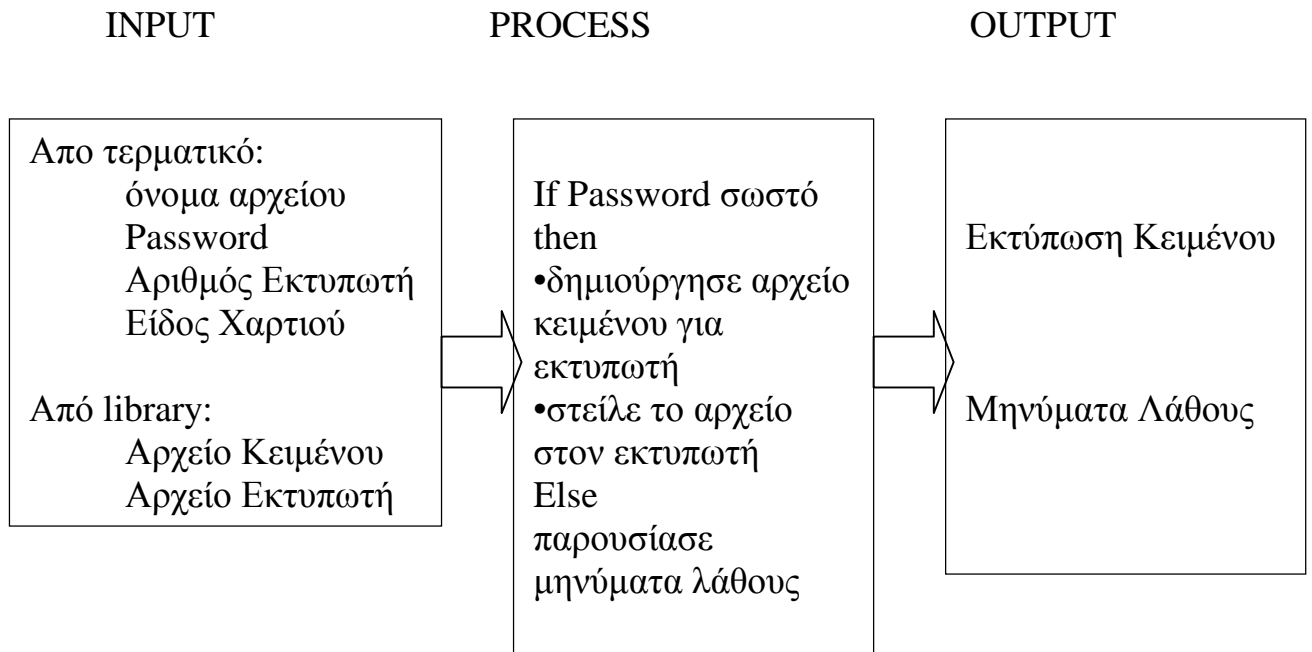 INPUT PROCESS OUTPUT
Απο τερματικό:
όνομα αρχείου
Password
Αριθμός Εκτυπωτή
Είδος Χαρτιού
Από library:
Αρχείο Κειμένου
Αρχείο Εκτυπωτή
If Password σωστό
then
•δημιούργησε αρχείο
κειμένου για
εκτυπωτή
•στείλε το αρχείο
στον εκτυπωτή
Else
παρουσίασε
μηνύματα λάθους
Εκτύπωση Κειμένου
Μηνύματα Λάθους